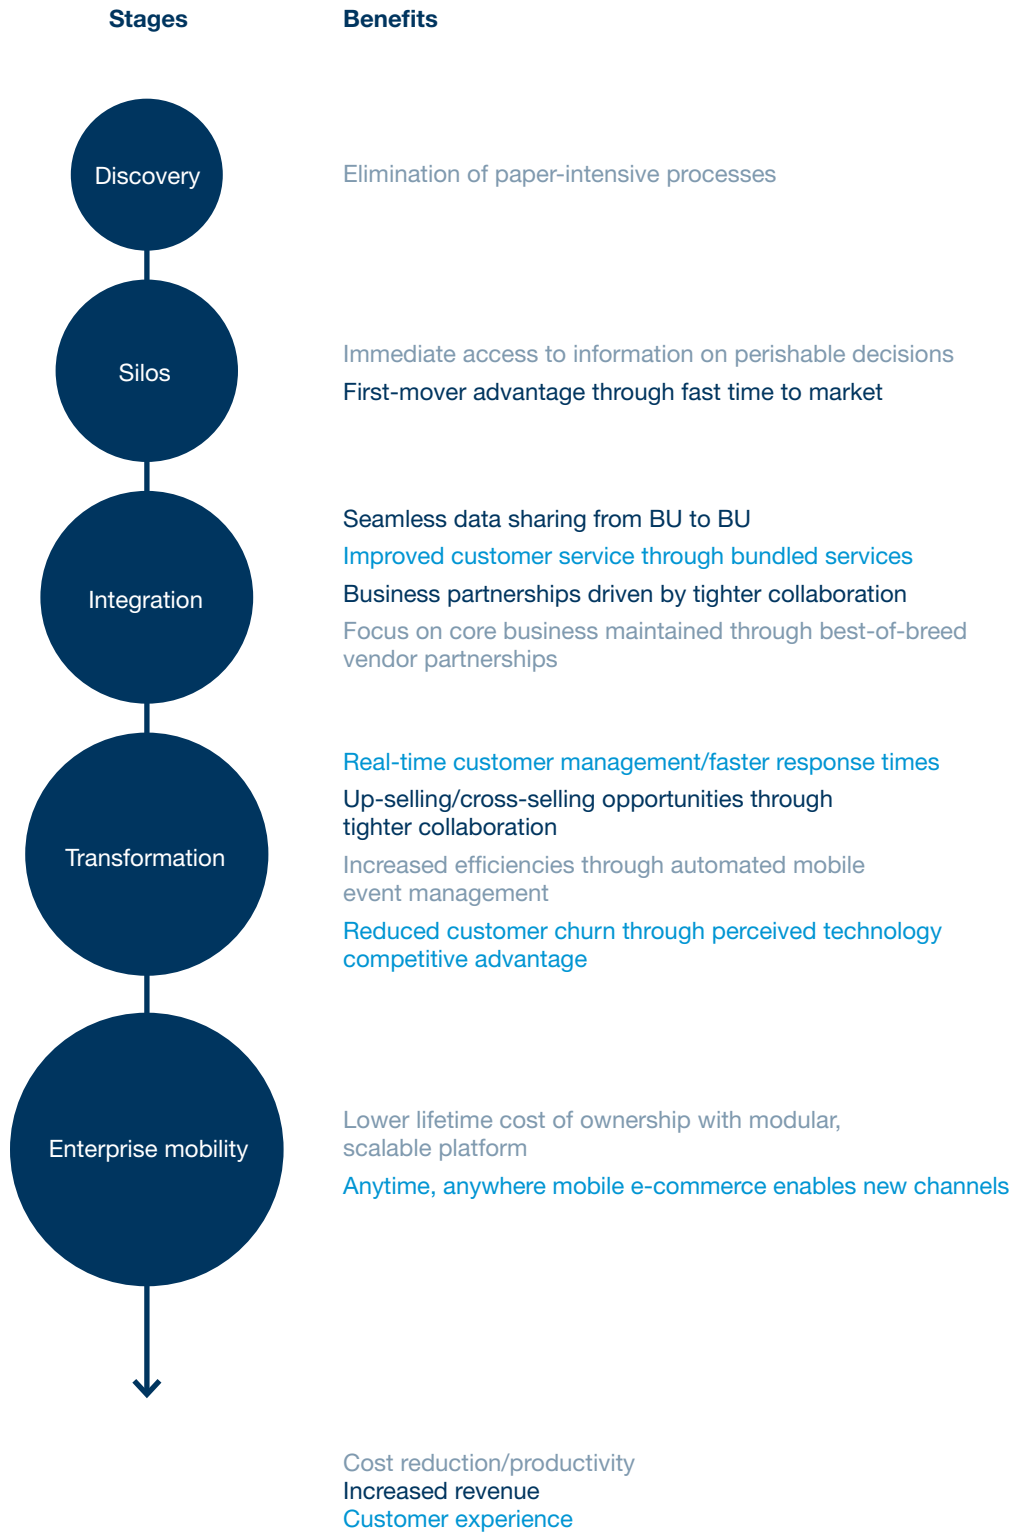 Stages
Benefits
Discovery
Elimination of paper-intensive processes
Silos
Immediate access to information on perishable decisions
First-mover advantage through fast time to market
Integration
Seamless data sharing from BU to BU
Improved customer service through bundled services
Business partnerships driven by tighter collaboration
Focus on core business maintained through best-of-breed
vendor partnerships
Transformation
Real-time customer management/faster response times
Up-selling/cross-selling opportunities through
tighter collaboration
Increased efficiencies through automated mobile
event management
Reduced customer churn through perceived technology
competitive advantage
Enterprise mobility
Lower lifetime cost of ownership with modular,
scalable platform
Anytime, anywhere mobile e-commerce enables new channels
Cost reduction/productivity
Increased revenue
Customer experience